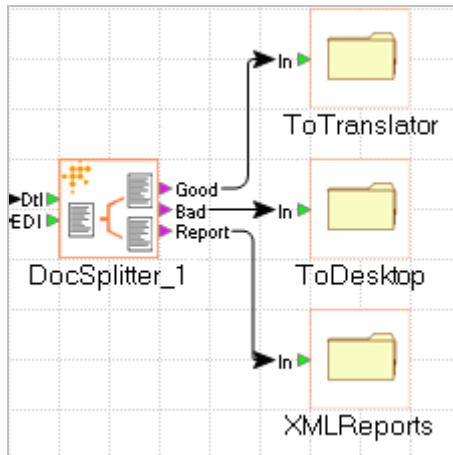 In
ToTranslator
Dtl
EDI
Good
Bad
Report
In
DocSplitter_1
ToDesktop
In
XMLReports